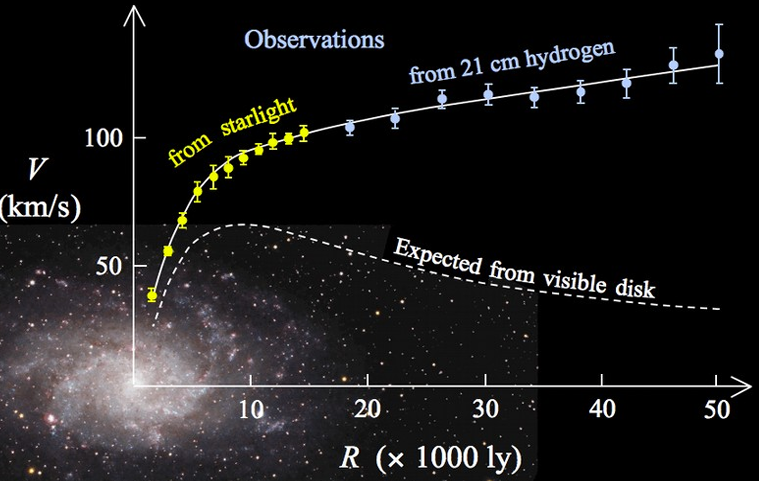 Observations
from 21 cm hydrogen
from starlight
100
V
(km/s)
50
Expected from visible disk
10
20
30
40
50
R (× 1000 ly)